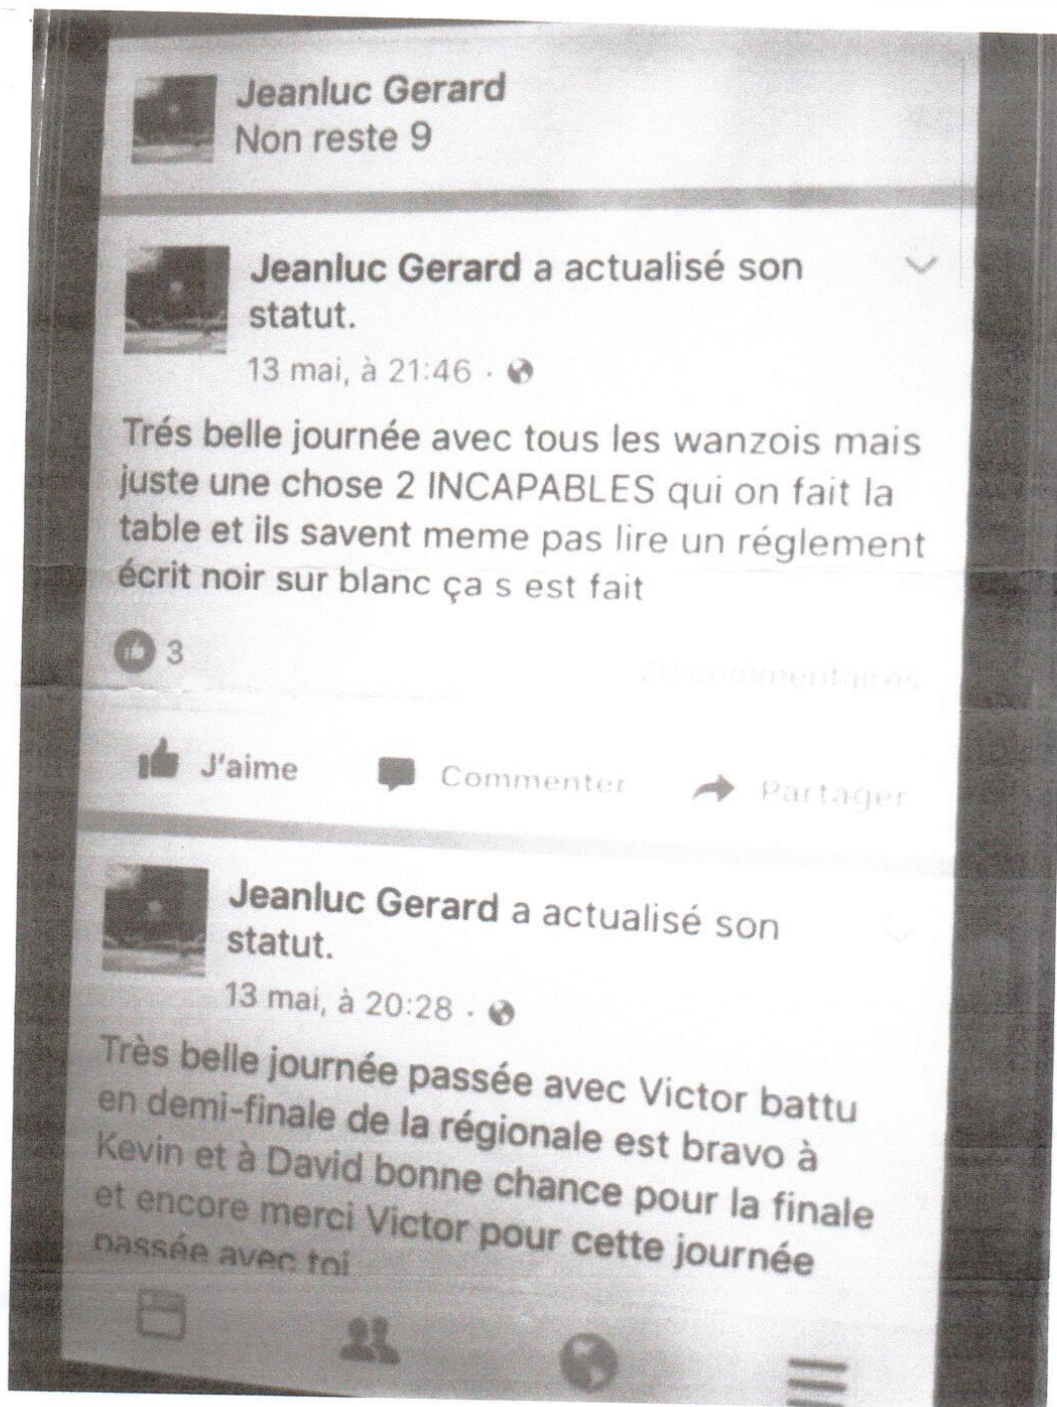 Jeanluc Gerard
Non reste 9
Jeanluc Gerard a actualisé son
statut.
13 mai, à 21:46 ·
Trés belle journée avec tous les wanzois mais
juste une chose 2 INCAPABLES qui on fait la
table et ils savent meme pas lire un réglement
écrit noir sur blanc ça s est fait
3
commentaires
J'aime
Commenter
Partager
Jeanluc Gerard a actualisé son
statut.
13 mai, à 20:28 ·
Très belle journée passée avec Victor battu
en demi-finale de la régionale est bravo à
Kevin et à David bonne chance pour la finale
et encore merci Victor pour cette journée
passée avec toi